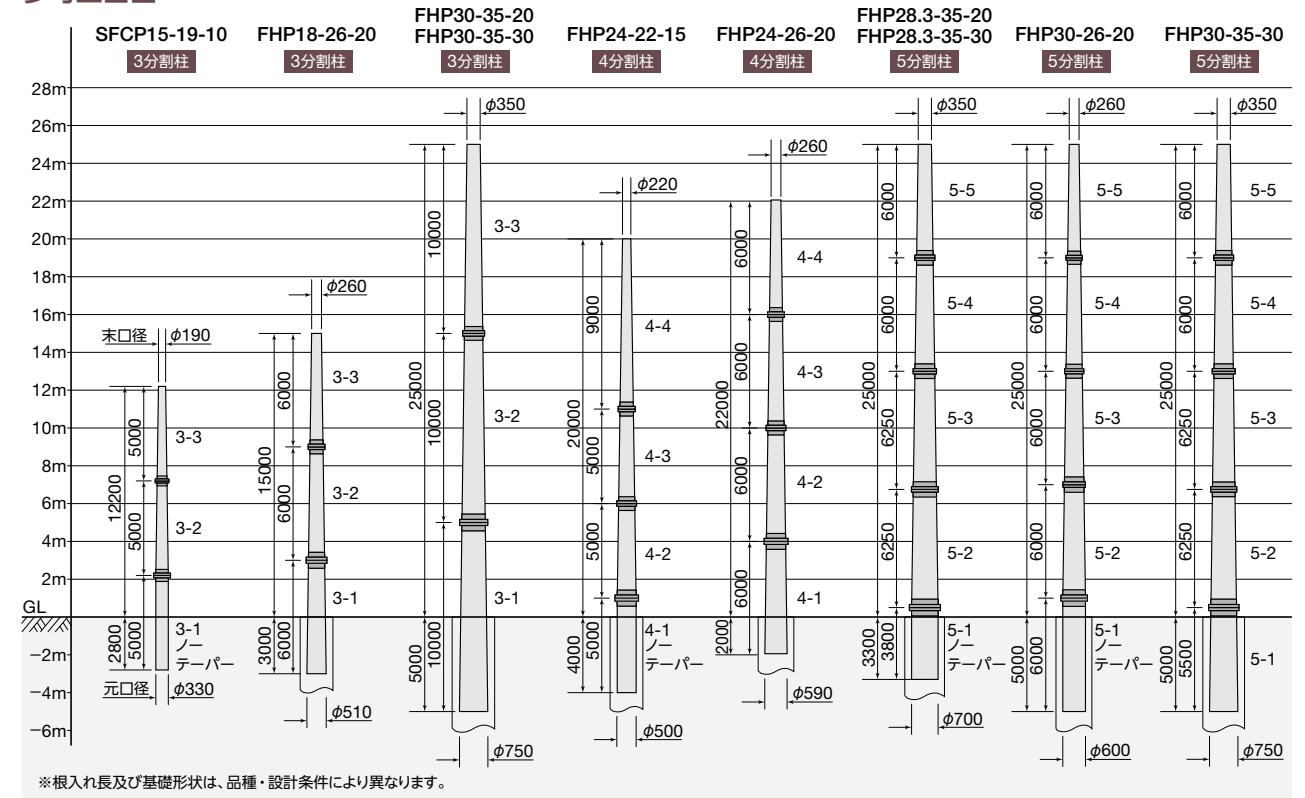 SFCP15-19-10
3分割柱
FHP18-26-20
3分割柱
FHP30-35-20
FHP30-35-30
3分割柱
FHP24-22-15
4分割柱
FHP24-26-20
4分割柱
FHP28.3-35-20
FHP28.3-35-30
5分割柱
FHP30-26-20
5分割柱
FHP30-35-30
5分割柱
28m
26m
24m
22m
20m
18m
16m
14m
12m
10m
8m
6m
4m
2m
GL
−2m
−4m
−6m
末口径
φ190
12200
5000
3-3
5000
3-2
2800
5000
3-1
ノー
テーパー
元口径
φ330
φ260
15000
6000
3-3
6000
3-2
3-1
3000
6000
φ510
φ350
25000
10000
3-3
10000
3-2
3-1
5000
10000
φ750
φ220
20000
9000
4-4
5000
4-3
5000
4-2
4000
5000
4-1
ノー
テーパー
φ500
φ260
22000
6000
4-4
6000
4-3
6000
4-2
6000
4-1
2000
φ590
φ350
25000
6000
5-5
6000
5-4
6250
5-3
6250
5-2
3300
3800
5-1
ノー
テーパー
φ700
φ260
25000
6000
5-5
6000
5-4
6000
5-3
6000
5-2
5000
6000
5-1
ノー
テーパー
φ600
φ350
25000
6000
5-5
6000
5-4
6250
5-3
6250
5-2
5000
5500
5-1
φ750
※根入れ長及び基礎形状は、品種・設計条件により異なります。